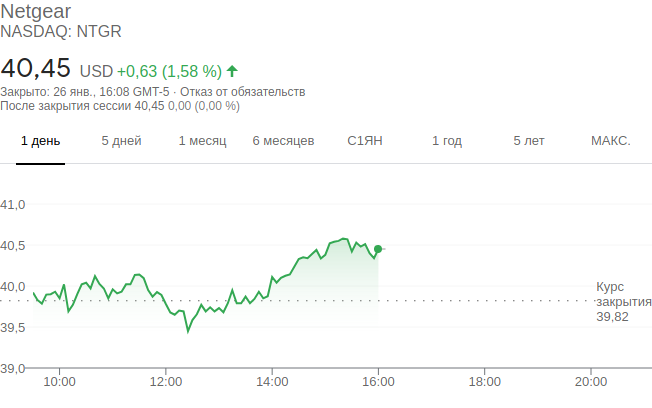 Netgear
NASDAQ: NTGR
40,45 USD +0,63 (1,58 %)
Закрыто: 26 янв., 16:08 GMT-5 · Отказ от обязательств
После закрытия сессии 40,45 0,00 (0,00 %)
1 день 5 дней 1 месяц 6 месяцев С1ЯН 1 год 5 лет МАКС.
41,0
40,5
40,0
Курс
закрытия
39,82
39,5
39,0
10:00 12:00 14:00 16:00 18:00 20:00